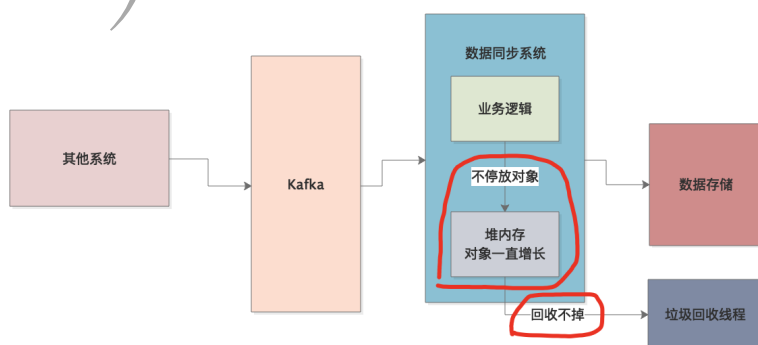 数据同步系统
业务逻辑
其他系统
Kafka
不停放对象
数据存储
堆内存
对象一直增长
回收不掉
垃圾回收线程